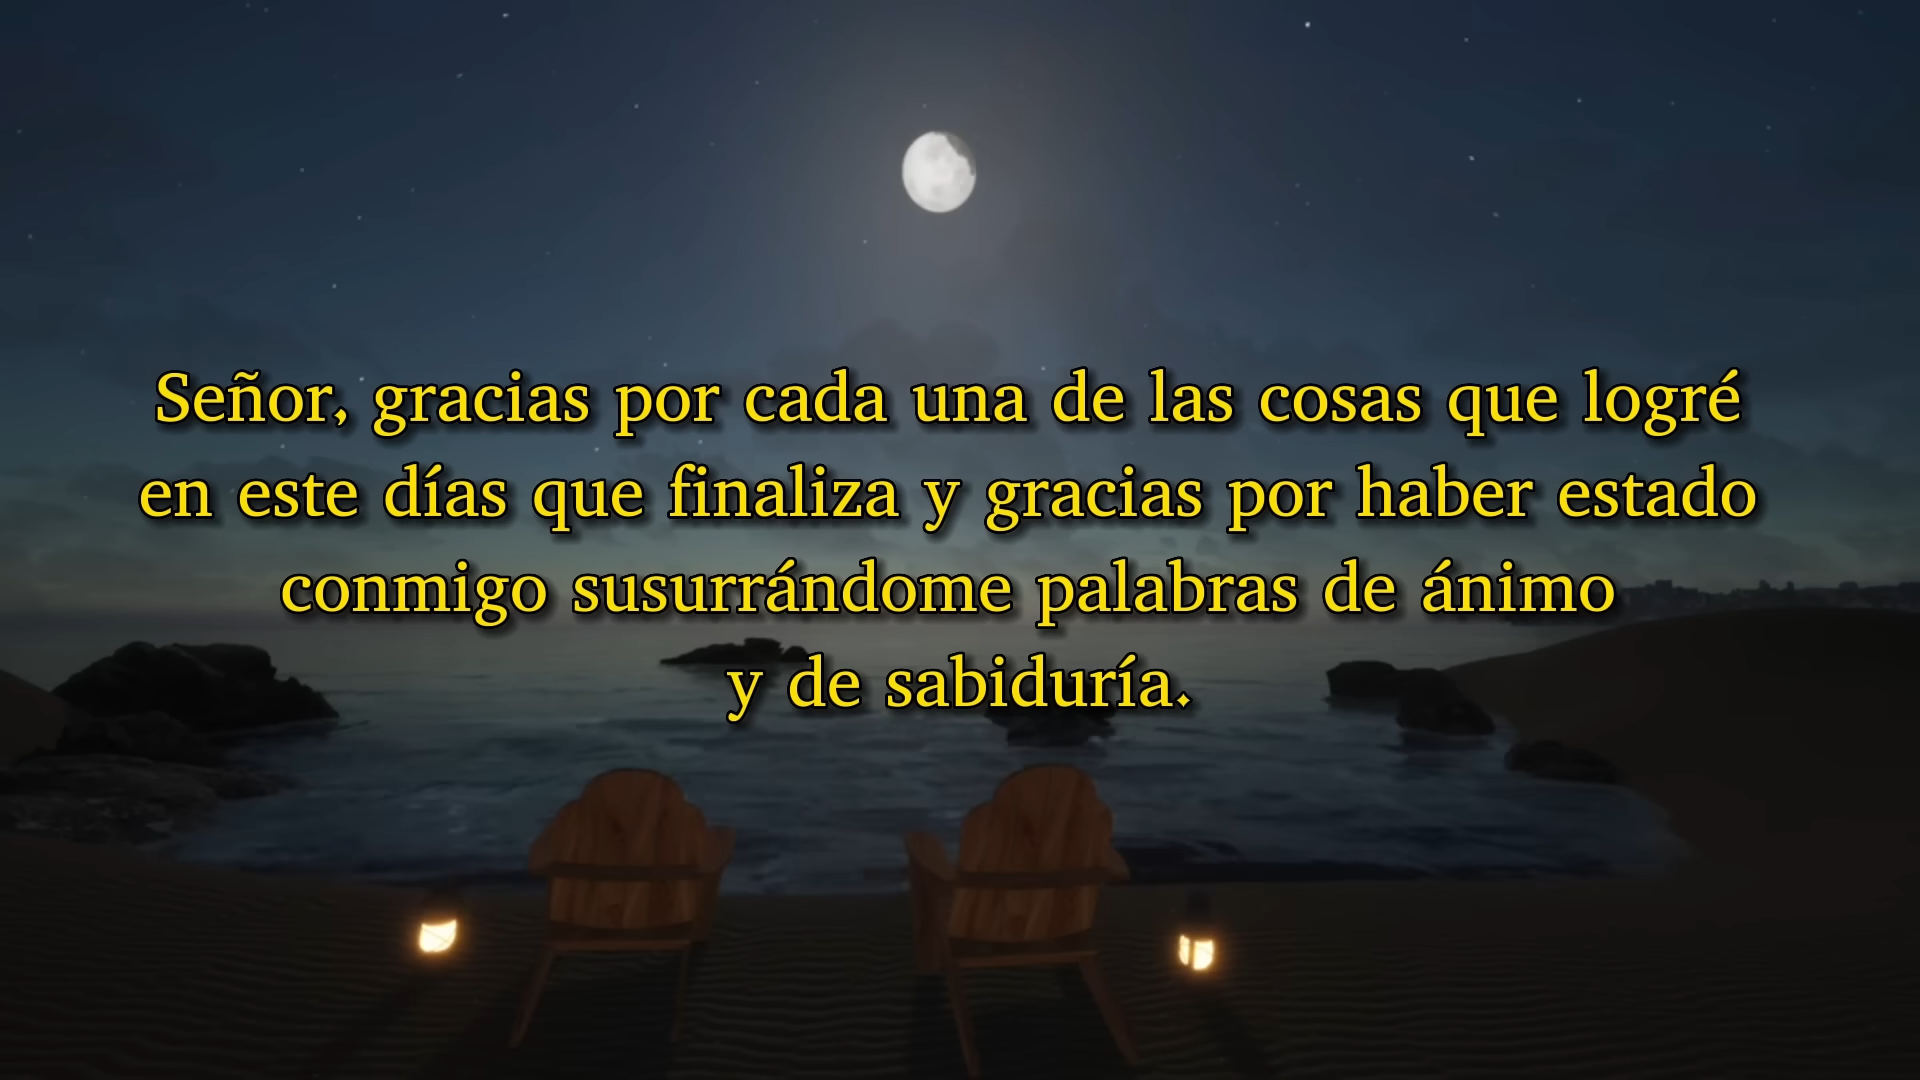 Señor, gracias por cada una de las cosas que logré
en este días que finaliza y gracias por haber estado
conmigo susurrándome palabras de ánimo
y de sabiduría.